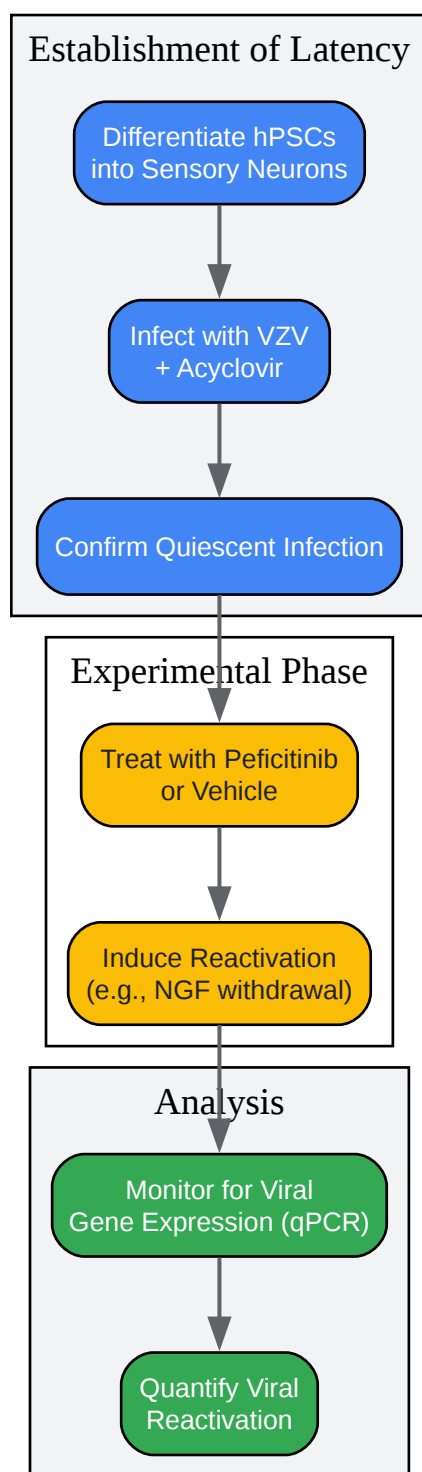 Establishment of Latency
Differentiate hPSCs
into Sensory Neurons
Infect with VZV
+ Acyclovir
Confirm Quiescent Infection
Experimental Phase
Treat with Peficitinib
or Vehicle
Induce Reactivation
(e.g., NGF withdrawal)
Analysis
Monitor for Viral
Gene Expression (qPCR)
Quantify Viral
Reactivation